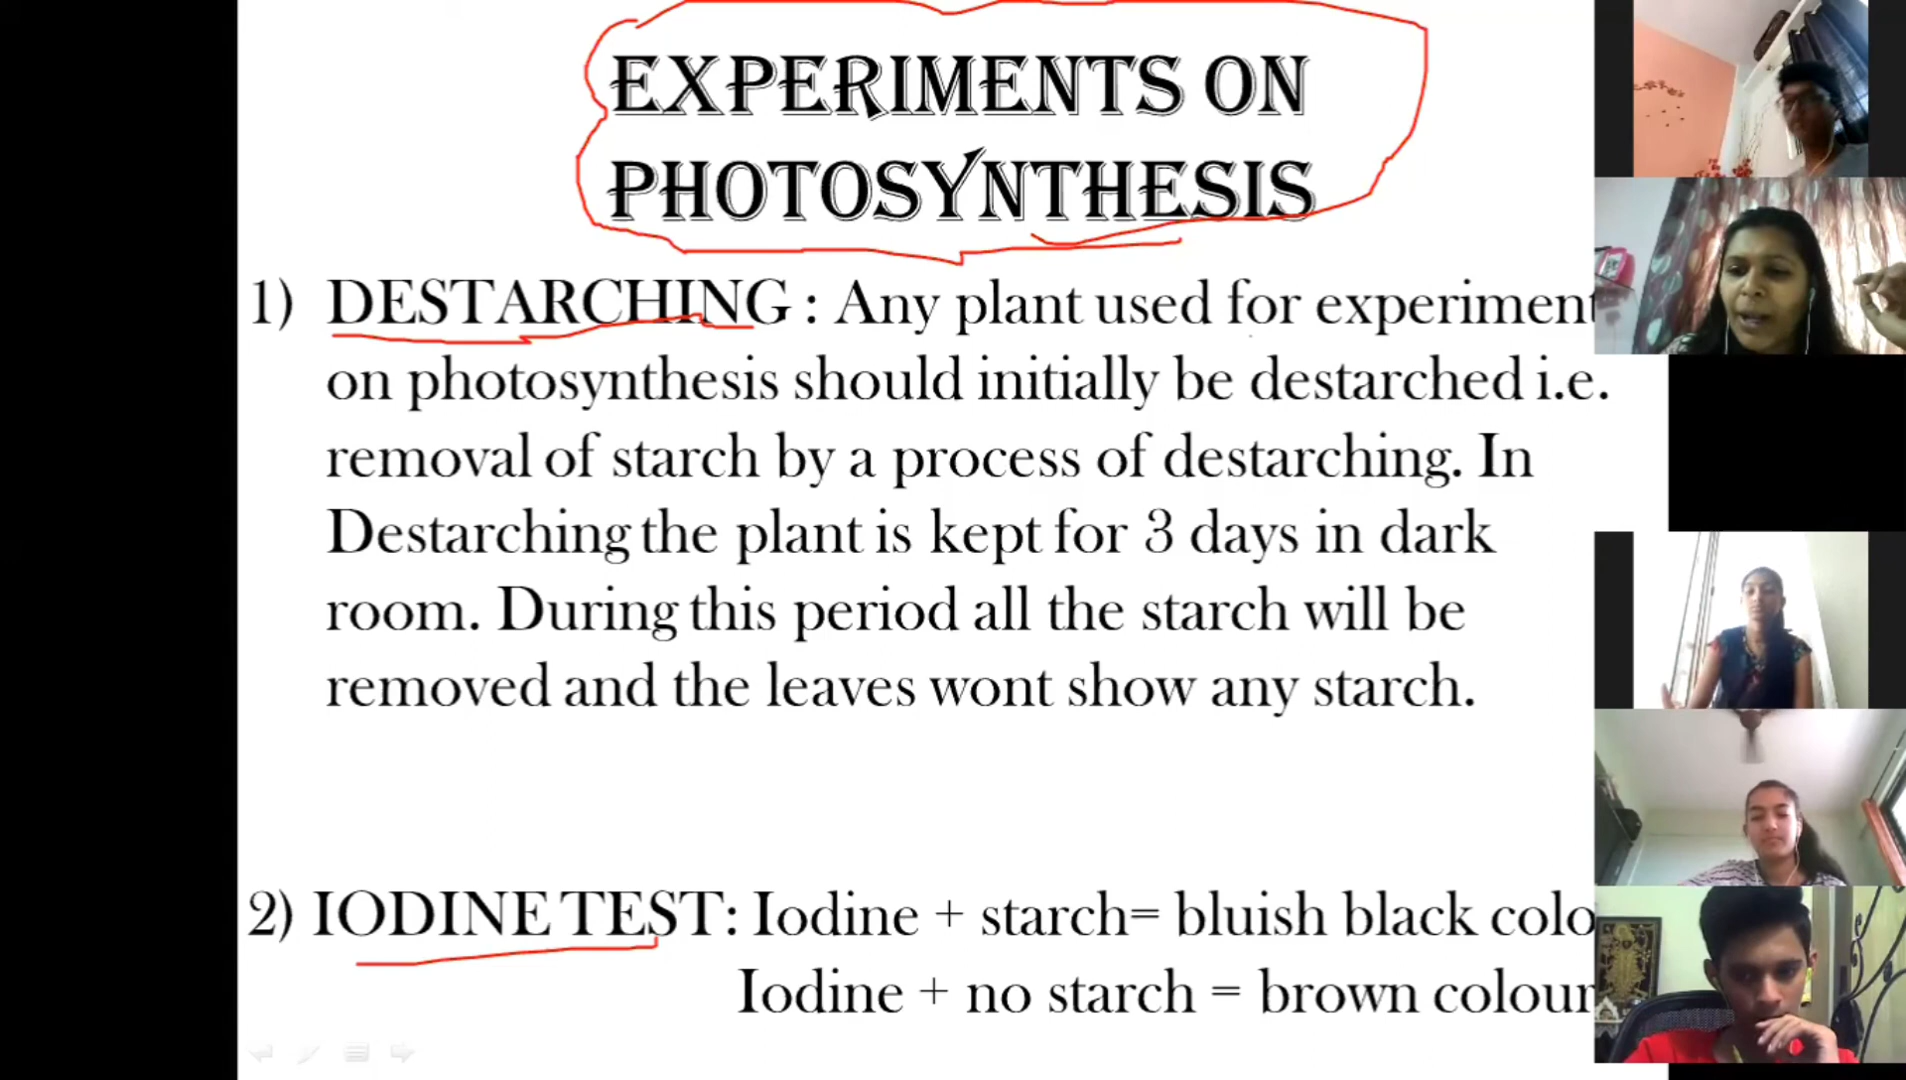 EXPERIMENTS ON
PHOTOSYNTHESIS
1) DESTARCHING : Any plant used for experiment
on photosynthesis should initially be destarched i.e.
removal of starch by a process of destarching. In
Destarching the plant is kept for 3 days in dark
room. During this period all the starch will be
removed and the leaves wont show any starch.
2) IODINE TEST: Iodine + starch= bluish black colo
Iodine + no starch = brown colour